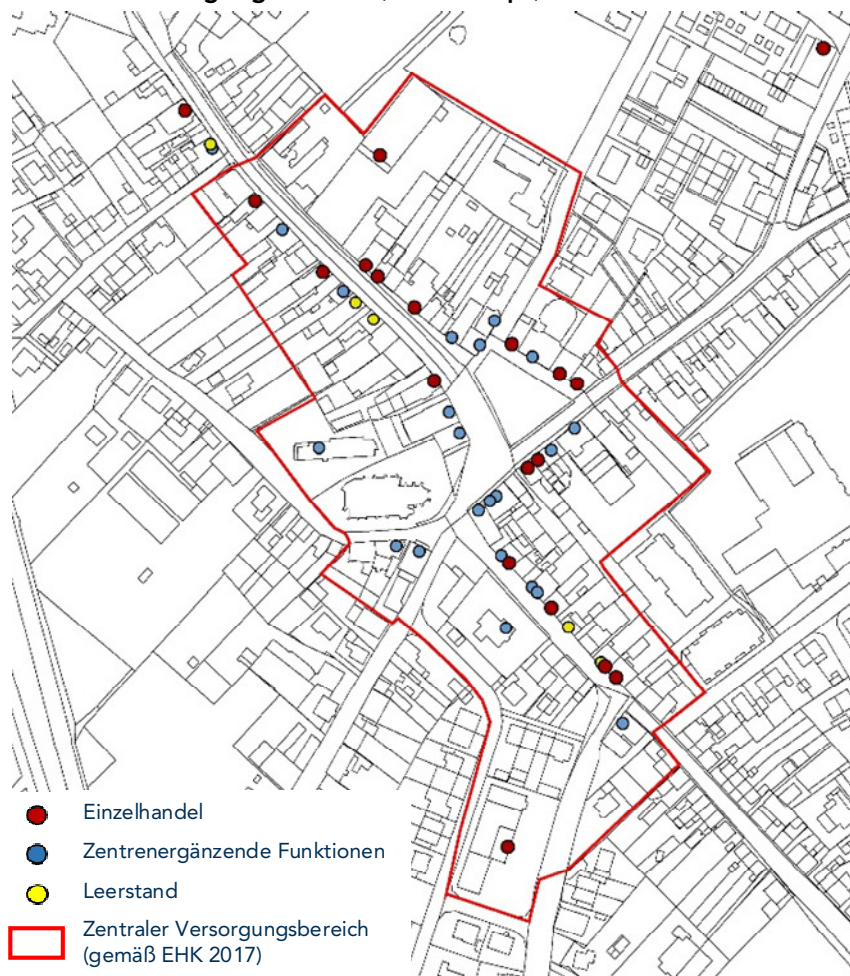 Einzelhandel
Zentrenergänzende Funktionen
Leerstand
Zentraler Versorgungsbereich
(gemäß EHK 2017)